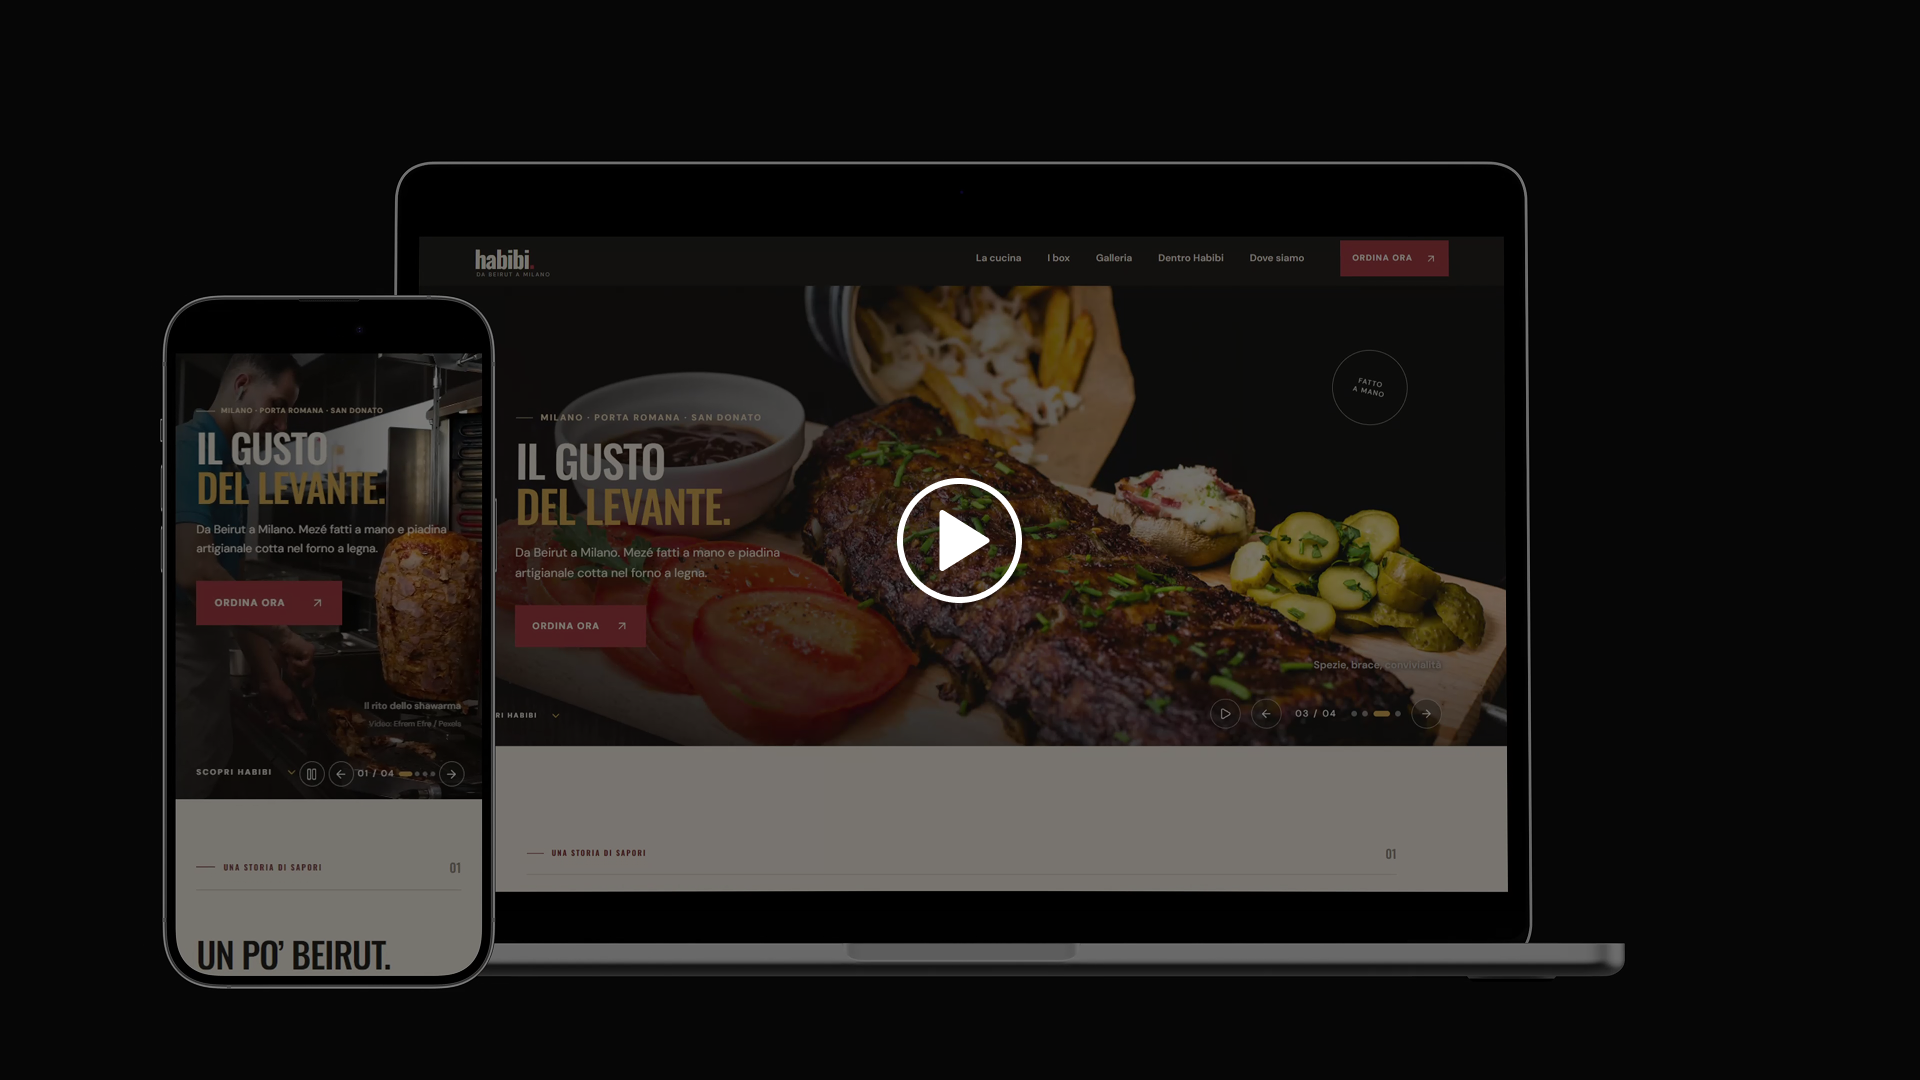 habibi.
DA BEIRUT A MILANO
La cucina
I box
Galleria
Dentro Habibi
Dove siamo
ORDINA ORA
FATTO
A MANO
MILANO - PORTA ROMANA - SAN DONATO
IL GUSTO
DEL LEVANTE.
Da Beirut a Milano. Mezé fatti a mano e piadina
artigianale cotta nel forno a legna.
ORDINA ORA
Spezie, brace, convivialità
RI HABIBI
03 / 04
UNA STORIA DI SAPORI
01
MILANO - PORTA ROMANA - SAN DONATO
IL GUSTO
DEL LEVANTE.
Da Beirut a Milano. Mezé fatti a mano e piadina
artigianale cotta nel forno a legna.
ORDINA ORA
Il rito dello shawarma
Video: Efrem Efre / Pexels
SCOPRI HABIBI
01 / 04
UNA STORIA DI SAPORI
01
UN PO’ BEIRUT.